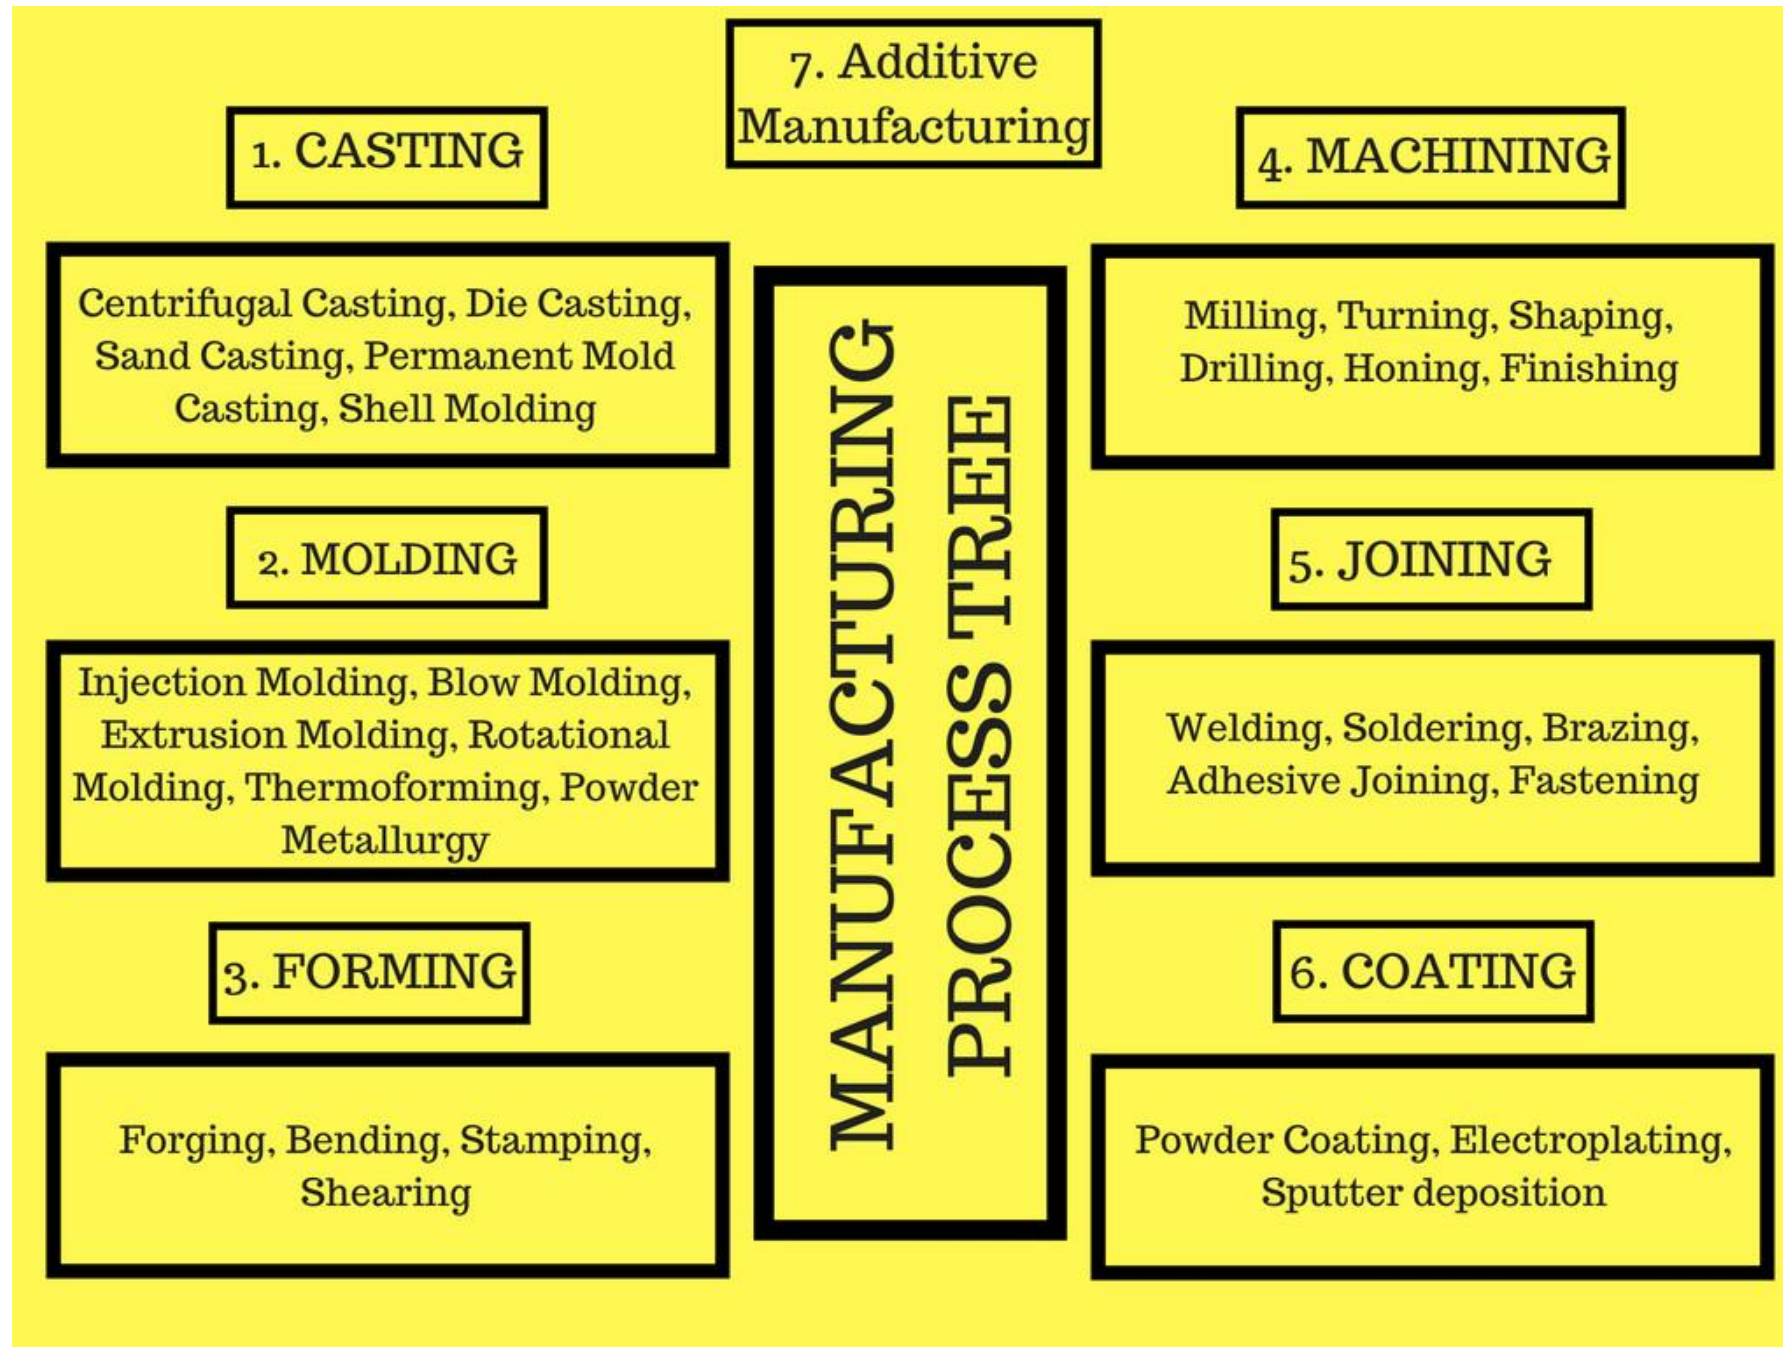 7. Additive
Manufacturing
1. CASTING
Centrifugal Casting, Die Casting,
Sand Casting, Permanent Mold
Casting, Shell Molding
2. MOLDING
Injection Molding, Blow Molding,
Extrusion Molding, Rotational
Molding, Thermoforming, Powder
Metallurgy
3. FORMING
Forging, Bending, Stamping,
Shearing
MANUFACTURING
PROCESS TREE
4. MACHINING
Milling, Turning, Shaping,
Drilling, Honing, Finishing
5. JOINING
Welding, Soldering, Brazing,
Adhesive Joining, Fastening
6. COATING
Powder Coating, Electroplating,
Sputter deposition